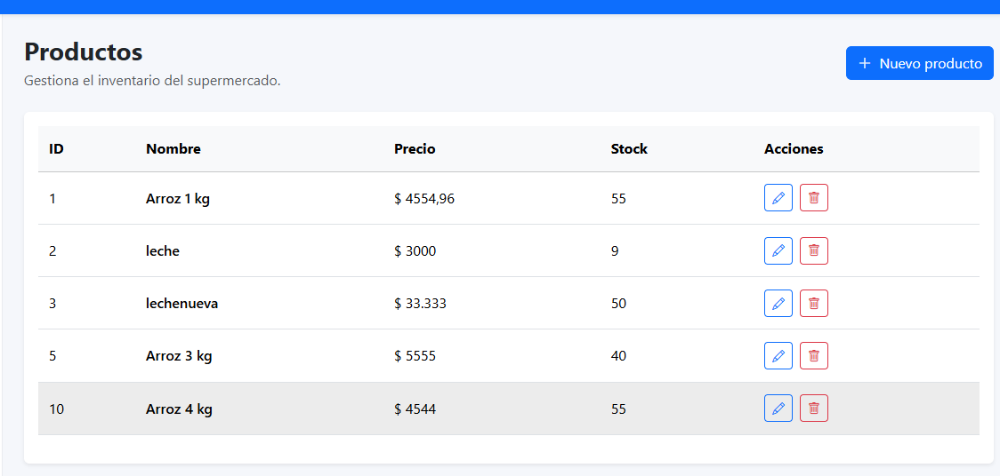 Productos
Gestiona el inventario del supermercado.
Nuevo producto
ID Nombre Precio Stock Acciones
1 Arroz 1 kg $ 4554,96 55
2 leche $ 3000 9
3 lechenueva $ 33.333 50
5 Arroz 3 kg $ 5555 40
10 Arroz 4 kg $ 4544 55